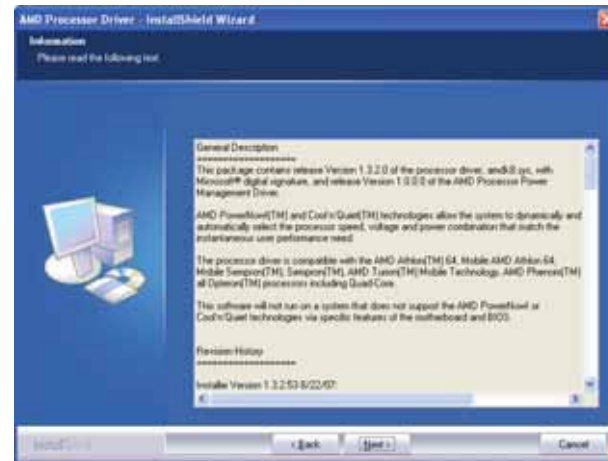 AMD Processor Driver - InstallShield Wizard
Information
Please read the following text.
General Description
====================
This package contains release Version 1.3.2.0 of the processor driver, amdk8.sys, with
Microsoft® digital signature, and release Version 1.0.0.0 of the AMD Processor Power
Management Driver.
AMD PowerNow!(TM) and Cool'n'Quiet(TM) technologies allow the system to dynamically and
automatically select the processor speed, voltage and power combination that match the
instantaneous user performance need.
The processor driver is compatible with the AMD Athlon(TM) 64, Mobile AMD Athlon 64,
Mobile Sempron(TM), Sempron(TM), AMD Turion(TM) Mobile Technology, AMD Phenom(TM)
all Opteron(TM) processors including Quad-Core.
This software will not run on a system that does not support the AMD PowerNow! or
Cool'n'Quiet technologies via specific features of the motherboard and BIOS.
Revision History
====================
Installer Version 1.3.2.53 8/22/07:
InstallShield
< Back
Next >
Cancel